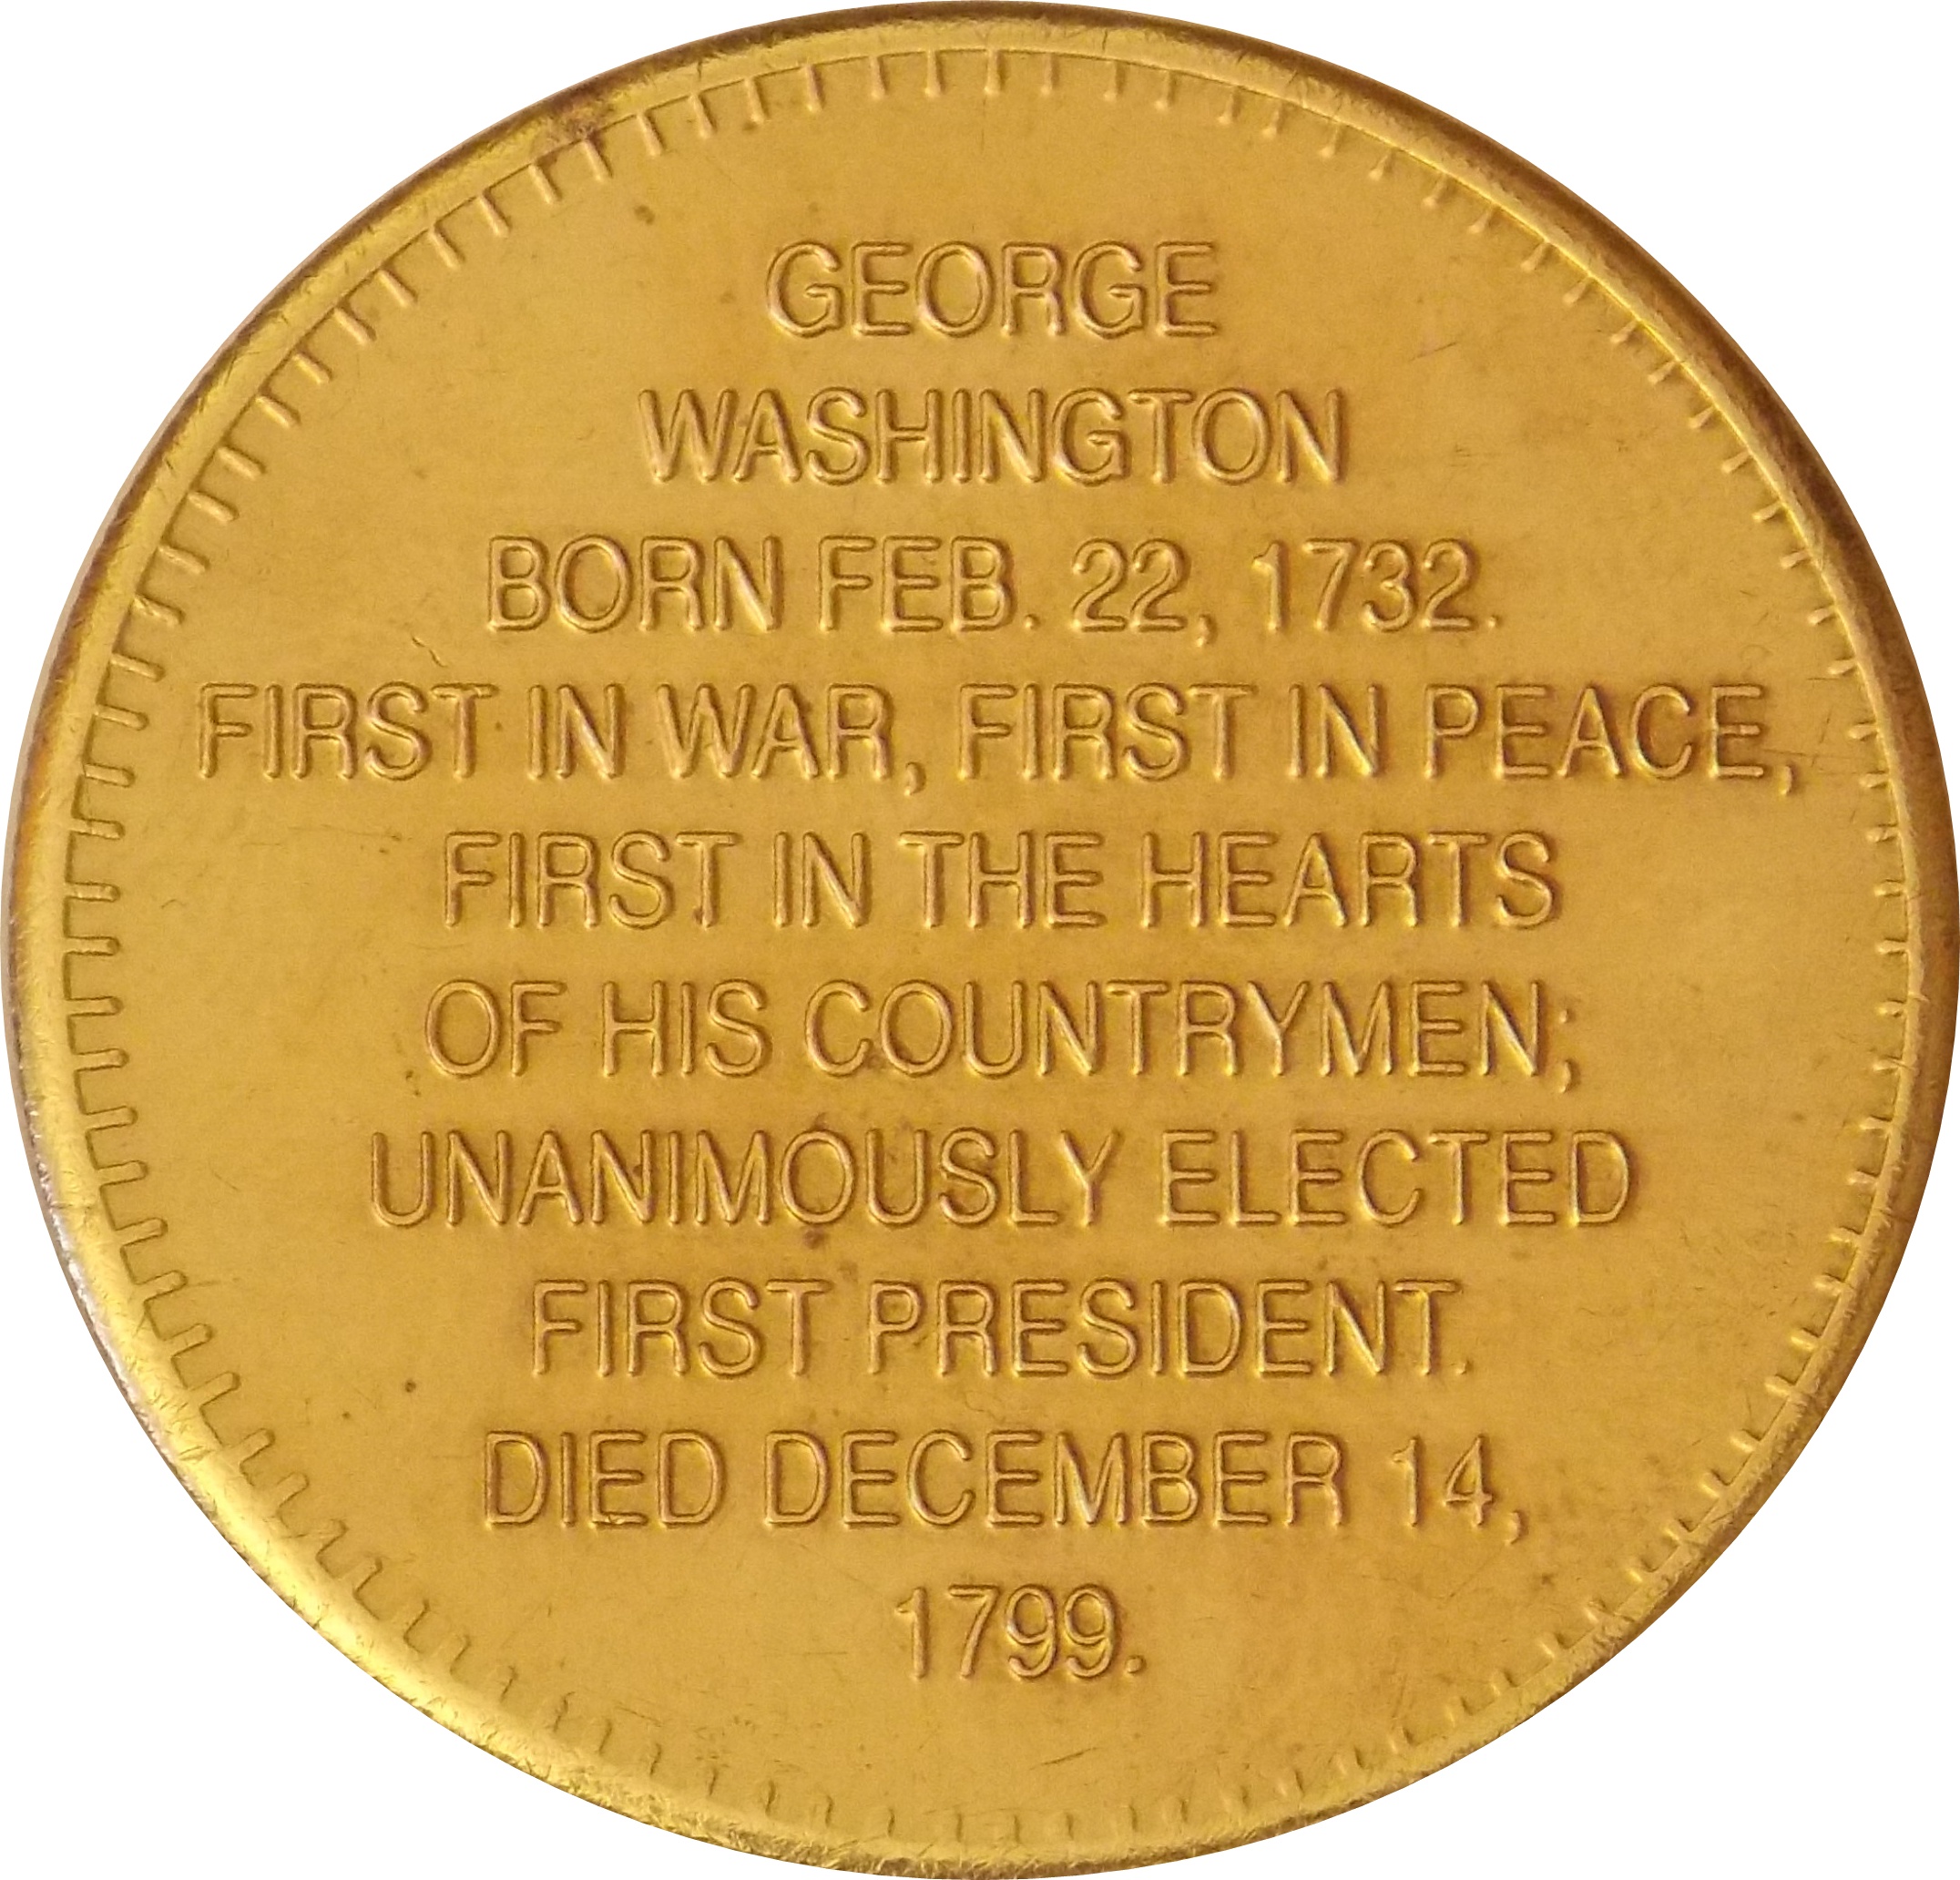 GEORGE
WASHINGTON
BORN FEB. 22, 1732.
FIRST IN WAR, FIRST IN PEACE,
FIRST IN THE HEARTS
OF HIS COUNTRYMEN;
UNANIMOUSLY ELECTED
FIRST PRESIDENT.
DIED DECEMBER 14,
1799.